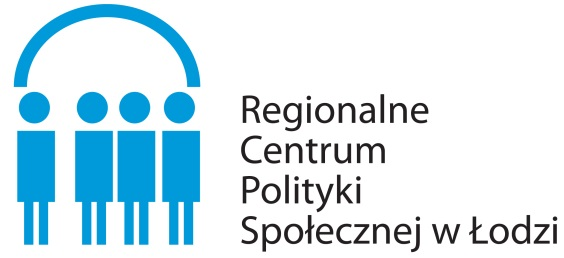 Regionalne
Centrum
Polityki
Społecznej w Łodzi